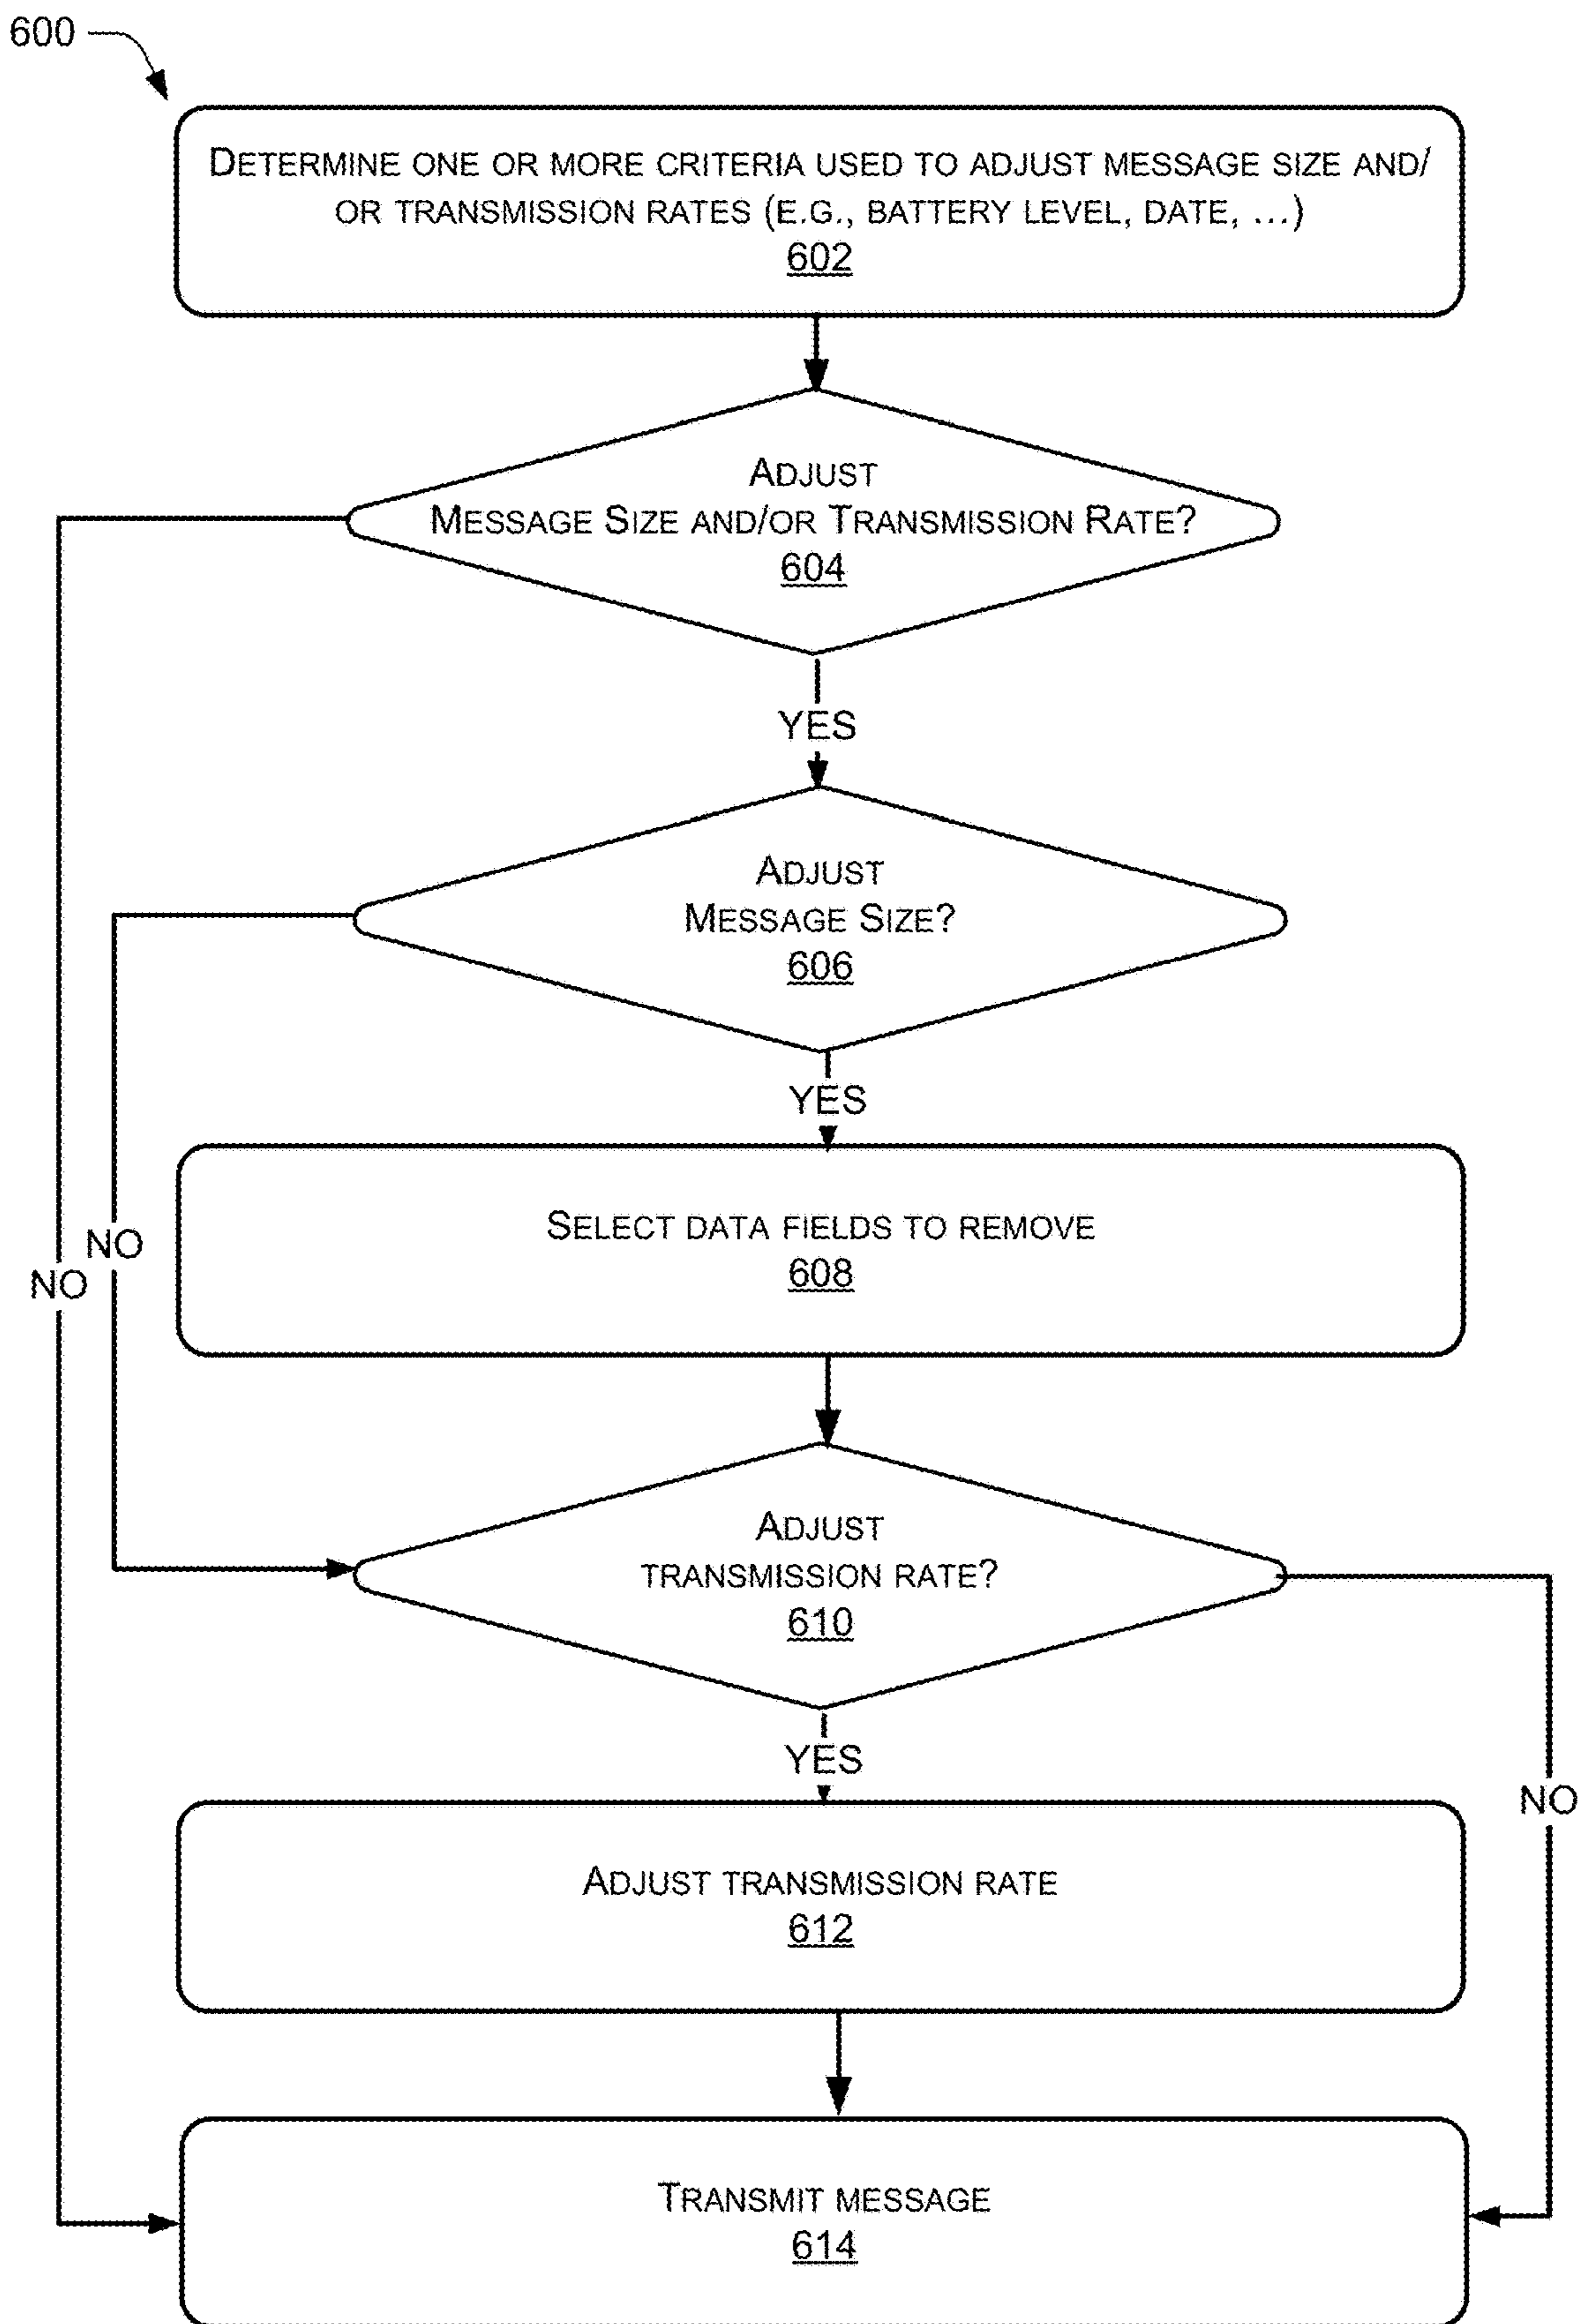 600
DETERMINE ONE OR MORE CRITERIA USED TO ADJUST MESSAGE SIZE AND/
OR TRANSMISSION RATES (E.G., BATTERY LEVEL, DATE, ...)
602
ADJUST
MESSAGE SIZE AND/OR TRANSMISSION RATE?
604
YES
ADJUST
MESSAGE SIZE?
606
YES
SELECT DATA FIELDS TO REMOVE
608
NO
NO
ADJUST
TRANSMISSION RATE?
610
YES
NO
ADJUST TRANSMISSION RATE
612
TRANSMIT MESSAGE
614